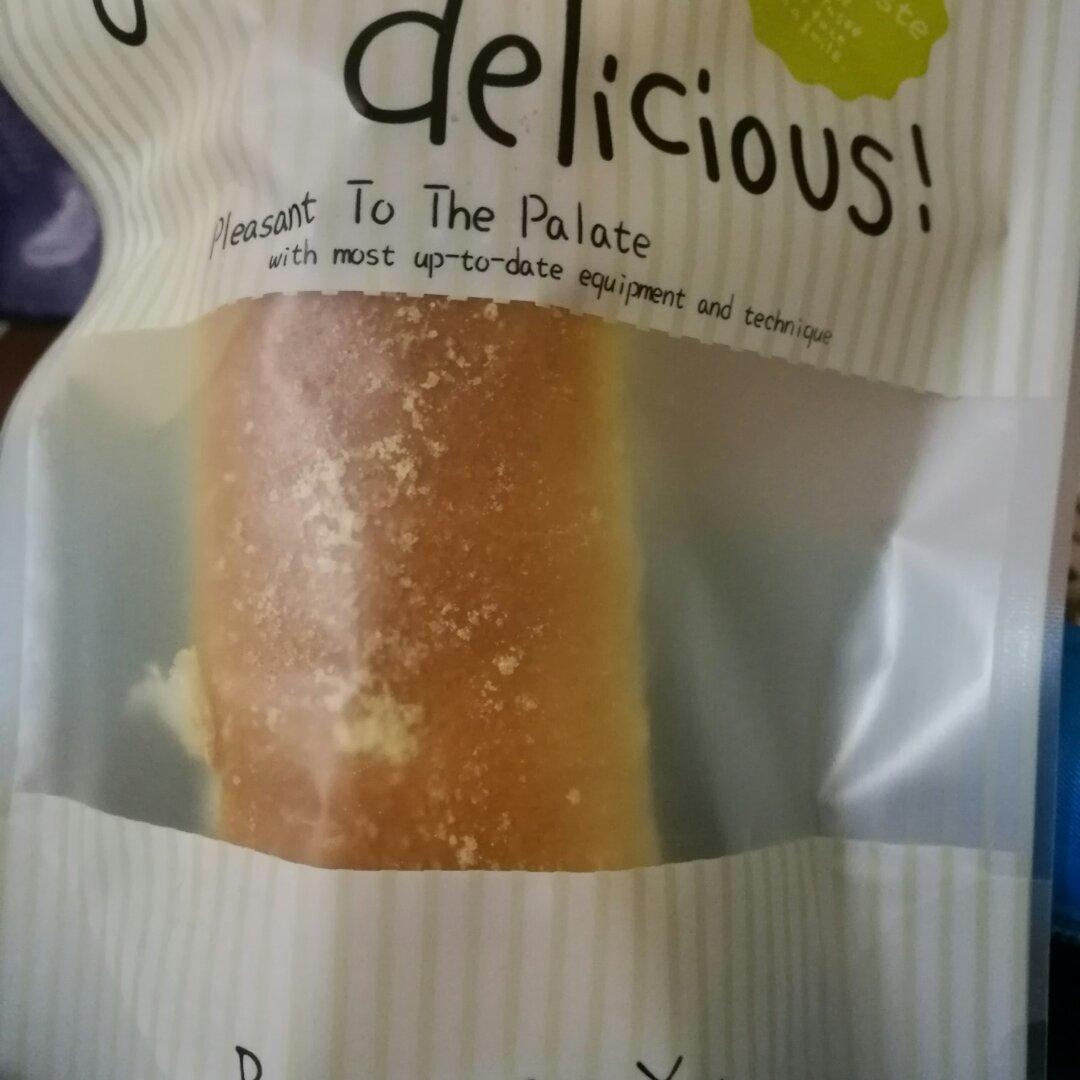 delicious!
Pleasant To The Palate
with most up-to-date equipment and technique